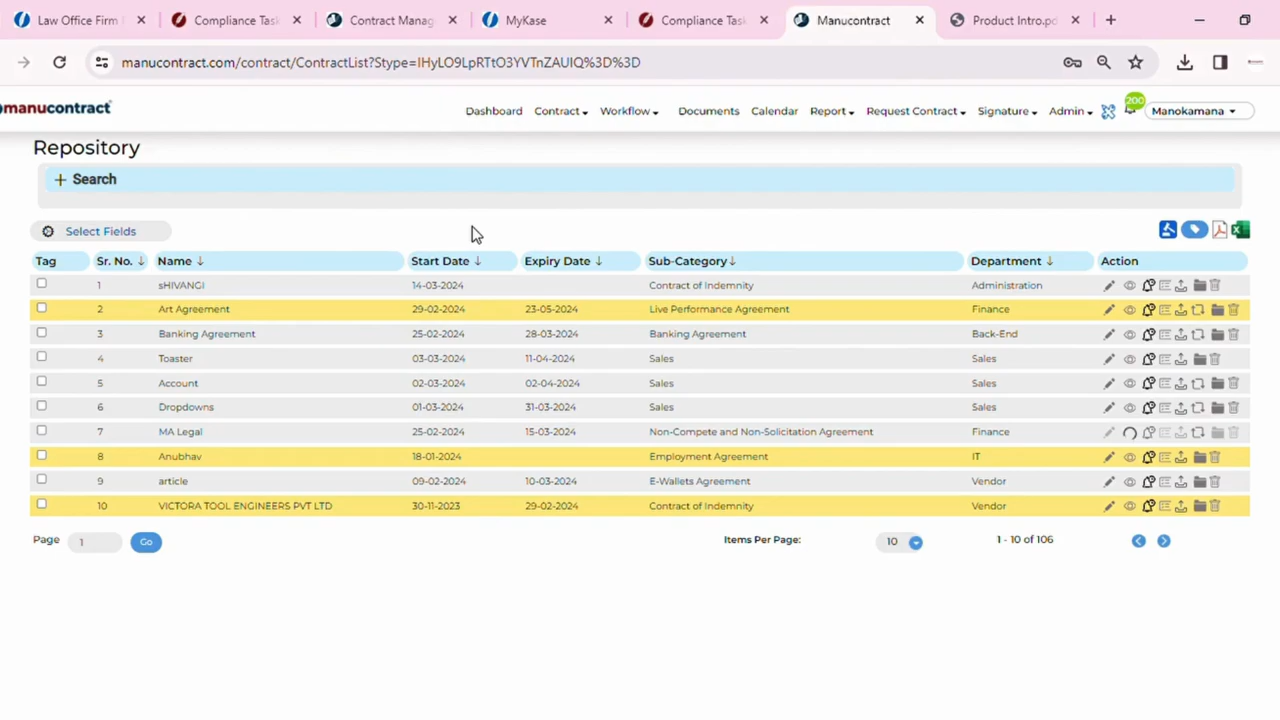 Law Office Firm
Compliance Task
Contract Manag
MyKase
Compliance Task
Manucontract
Product Intro.pd
manucontract.com/contract/ContractList?Stype=IHyLO9LpRTtO3YVTnZAUIQ%3D%3D
manucontract
Dashboard Contract Workflow Documents Calendar Report Request Contract Signature Admin 200 Manokamana
Repository
+ Search
Select Fields
Tag Sr. No. ↓ Name ↓ Start Date ↓ Expiry Date ↓ Sub-Category ↓ Department ↓ Action
1 sHIVANGI 14-03-2024 Contract of Indemnity Administration
2 Art Agreement 29-02-2024 23-05-2024 Live Performance Agreement Finance
3 Banking Agreement 25-02-2024 28-03-2024 Banking Agreement Back-End
4 Toaster 03-03-2024 11-04-2024 Sales Sales
5 Account 02-03-2024 02-04-2024 Sales Sales
6 Dropdowns 01-03-2024 31-03-2024 Sales Sales
7 MA Legal 25-02-2024 15-03-2024 Non-Compete and Non-Solicitation Agreement Finance
8 Anubhav 18-01-2024 Employment Agreement IT
9 article 09-02-2024 10-03-2024 E-Wallets Agreement Vendor
10 VICTORA TOOL ENGINEERS PVT LTD 30-11-2023 29-02-2024 Contract of Indemnity Vendor
Page 1 Go Items Per Page: 10 1 - 10 of 106